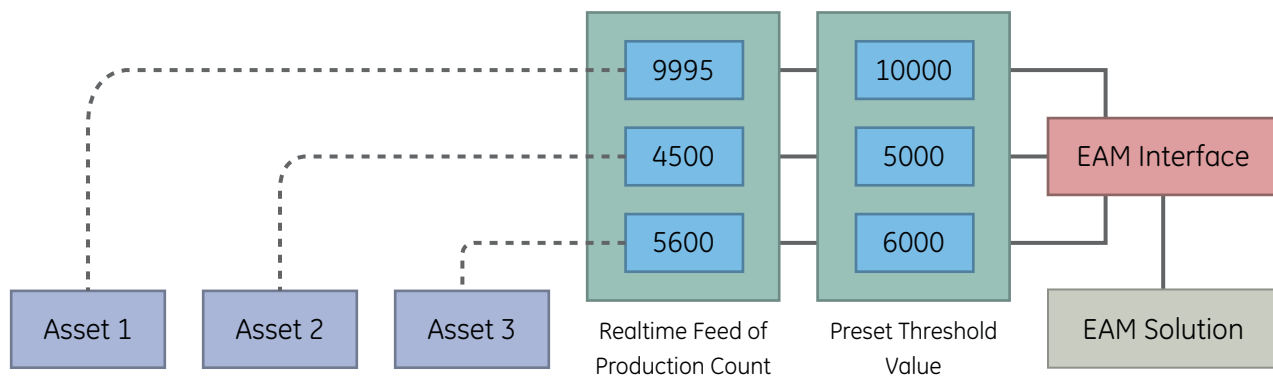 9995
10000
4500
5000
EAM Interface
5600
6000
Asset 1
Asset 2
Asset 3
Realtime Feed of
Production Count
Preset Threshold
Value
EAM Solution